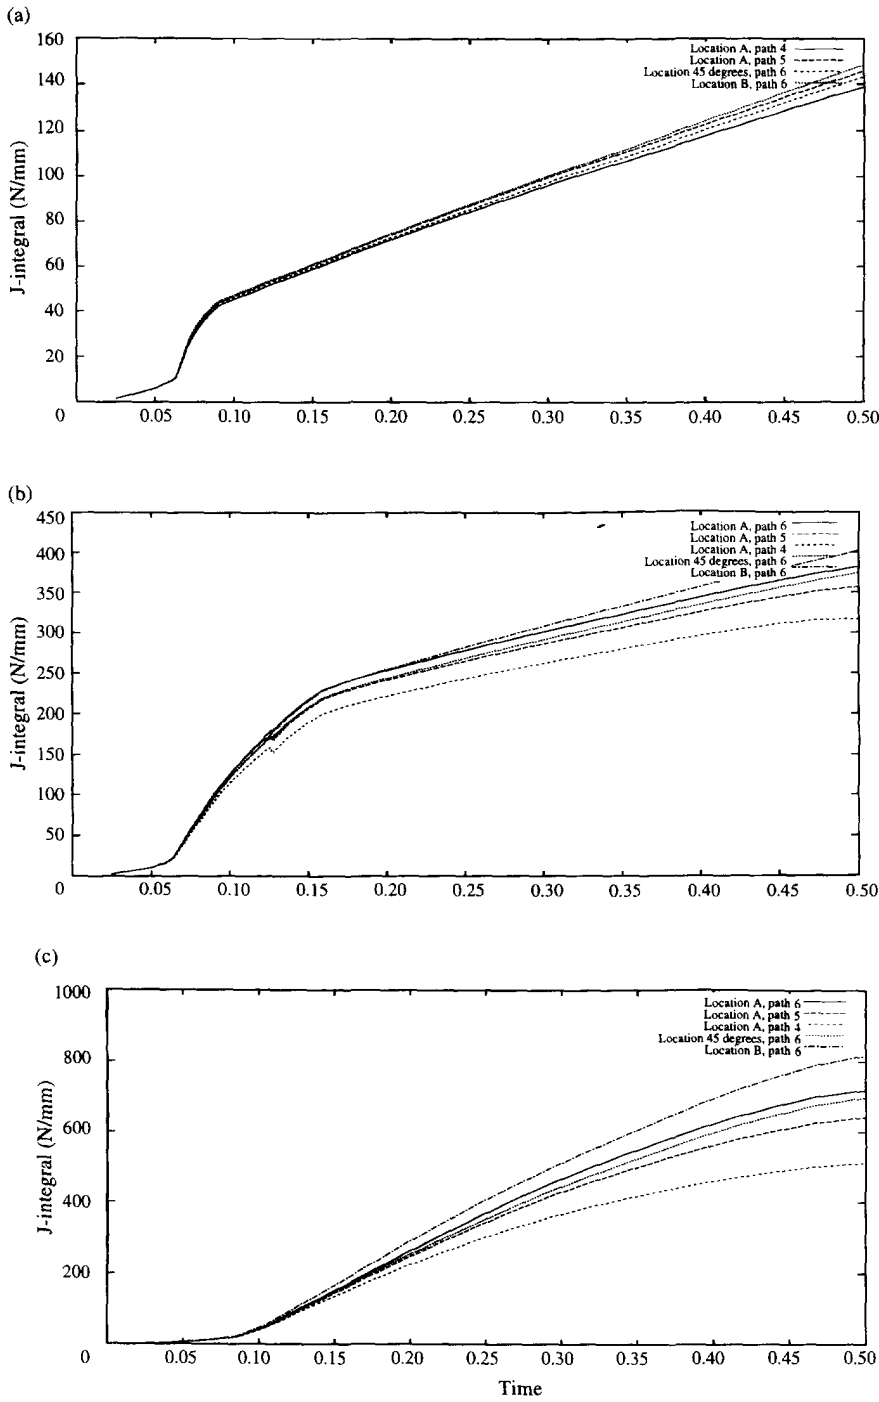 (a)
160
140
120
100
80
60
40
20
0
J-integral (N/mm)
Location A, path 4
Location A, path 5
Location 45 degrees, path 6
Location B, path 6
0.05 0.10 0.15 0.20 0.25 0.30 0.35 0.40 0.45 0.50
(b)
450
400
350
300
250
200
150
100
50
0
J-integral (N/mm)
Location A, path 6
Location A, path 5
Location A, path 4
Location 45 degrees, path 6
Location B, path 6
0.05 0.10 0.15 0.20 0.25 0.30 0.35 0.40 0.45 0.50
(c)
1000
800
600
400
200
0
J-integral (N/mm)
Location A, path 6
Location A, path 5
Location A, path 4
Location 45 degrees, path 6
Location B, path 6
0.05 0.10 0.15 0.20 0.25 0.30 0.35 0.40 0.45 0.50
Time